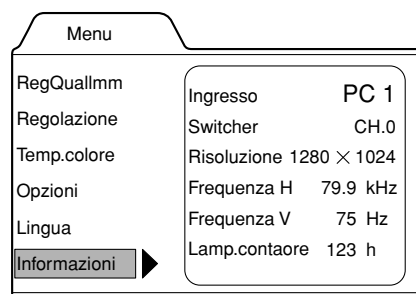 Menu
RegQualImm
Regolazione
Temp.colore
Opzioni
Lingua
Informazioni
Ingresso PC 1
Switcher CH.0
Risoluzione 1280 × 1024
Frequenza H 79.9 kHz
Frequenza V 75 Hz
Lamp.contaore 123 h